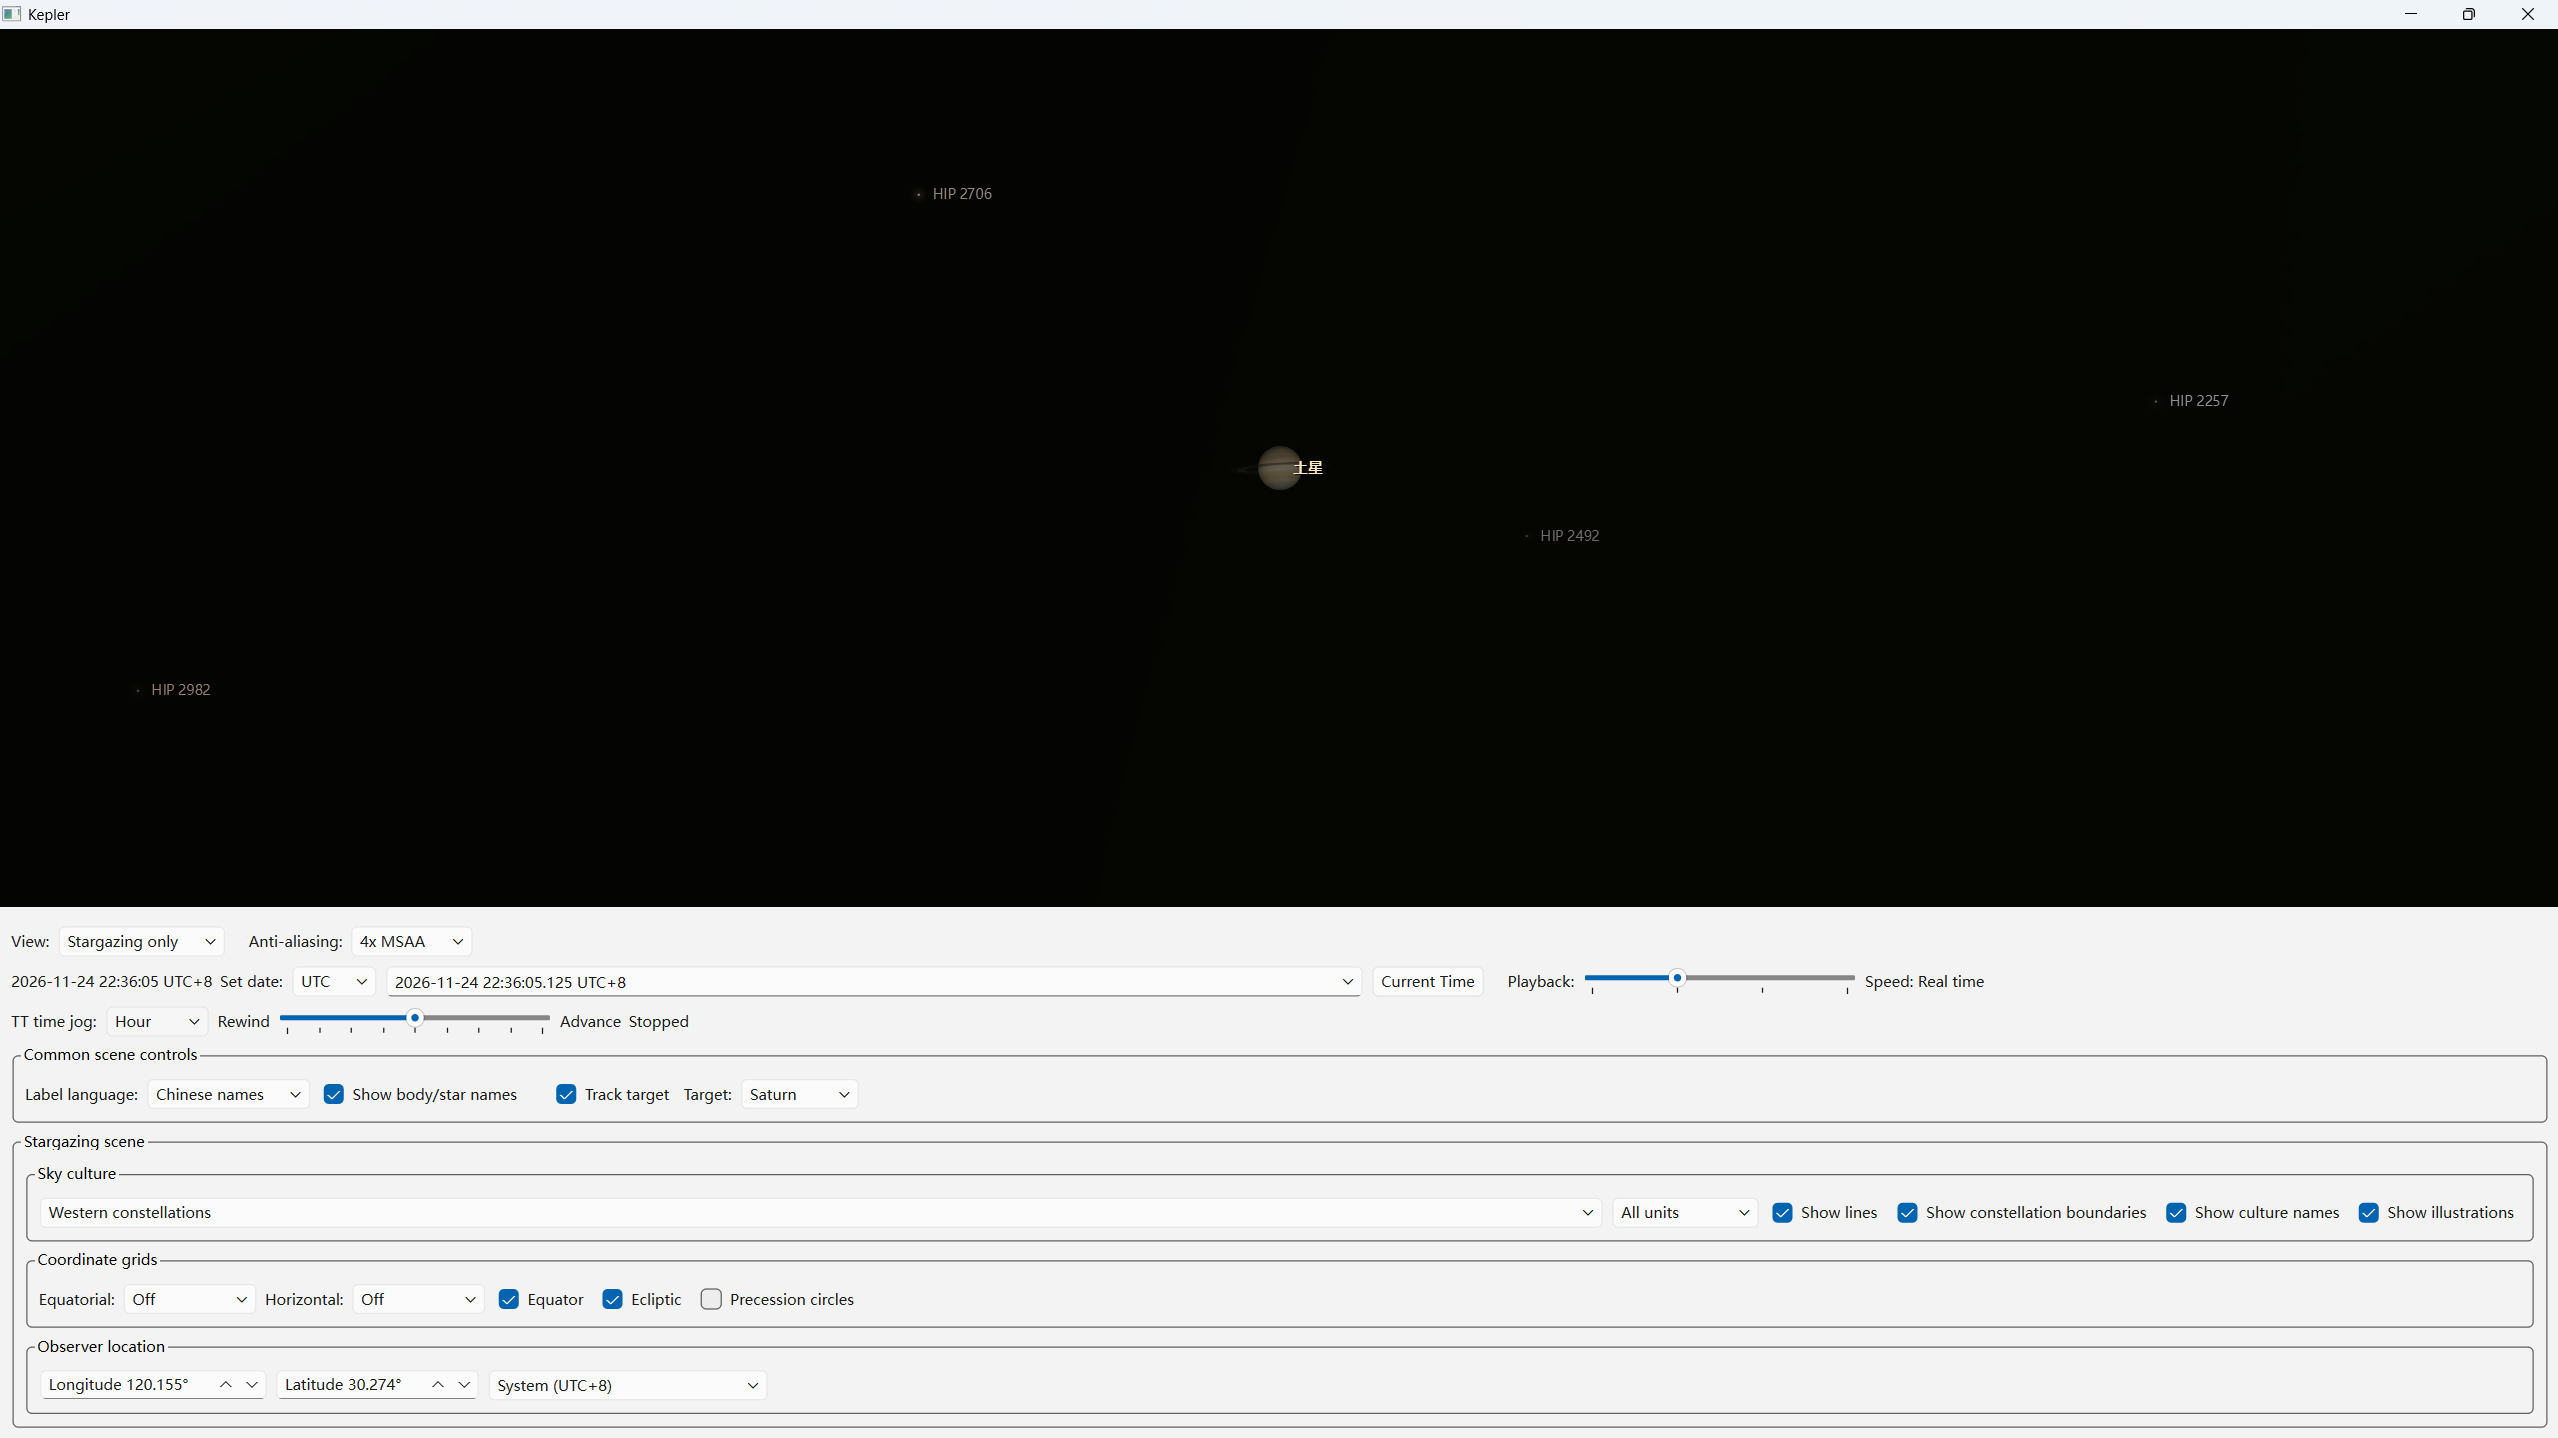 Kepler
HIP 2706
HIP 2257
土星
HIP 2492
HIP 2982
View: Stargazing only Anti-aliasing: 4x MSAA
2026-11-24 22:36:05 UTC+8 Set date: UTC 2026-11-24 22:36:05.125 UTC+8 Current Time Playback: Speed: Real time
TT time jog: Hour Rewind Advance Stopped
Common scene controls
Label language: Chinese names Show body/star names Track target Target: Saturn
Stargazing scene
Sky culture
Western constellations All units Show lines Show constellation boundaries Show culture names Show illustrations
Coordinate grids
Equatorial: Off Horizontal: Off Equator Ecliptic Precession circles
Observer location
Longitude 120.155° Latitude 30.274° System (UTC+8)